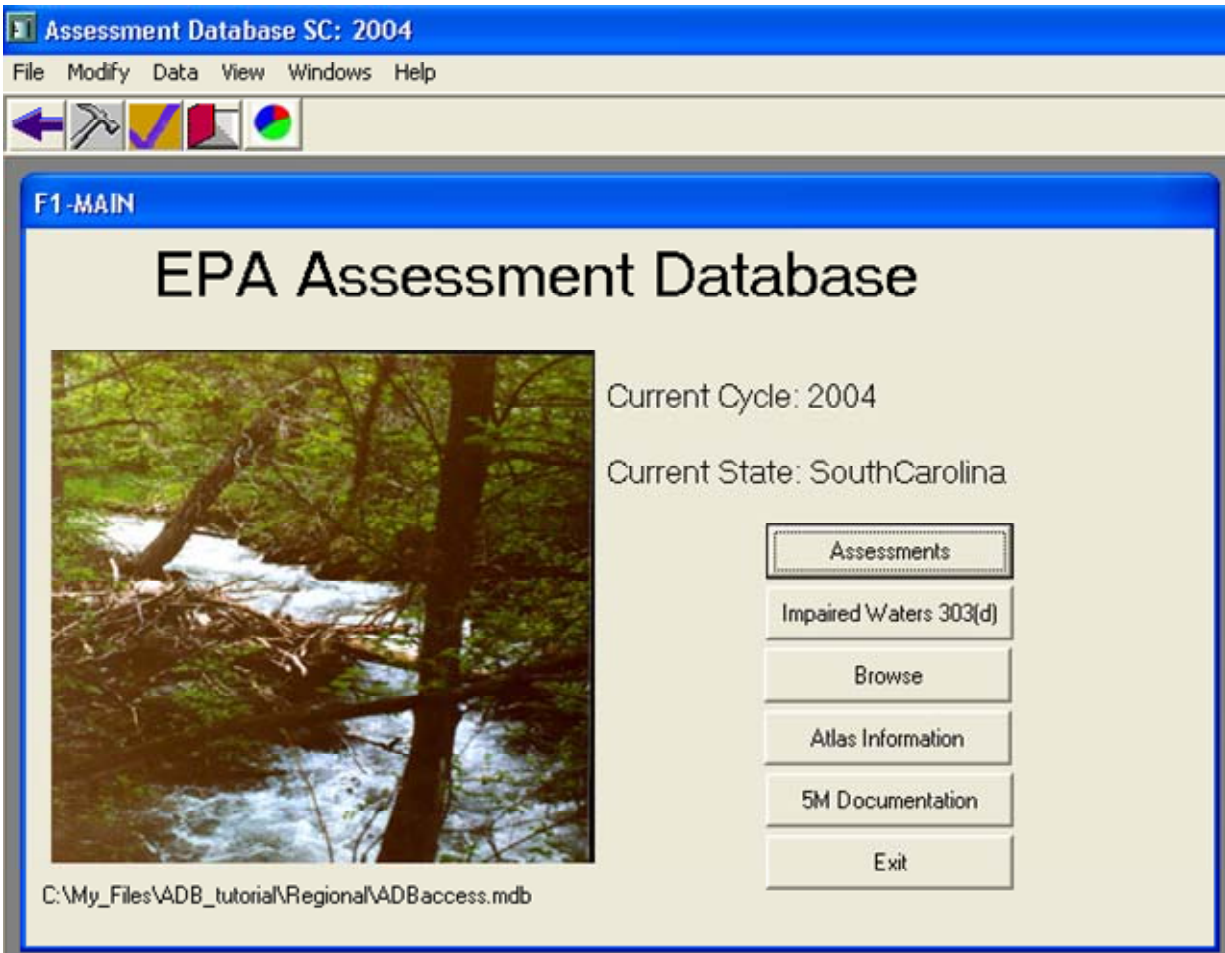 Assessment Database SC: 2004
File Modify Data View Windows Help
F1-MAIN
EPA Assessment Database
Current Cycle: 2004
Current State: SouthCarolina
Assessments
Impaired Waters 303(d)
Browse
Atlas Information
5M Documentation
Exit
C:\My_Files\ADB_tutorial\Regional\ADBaccess.mdb